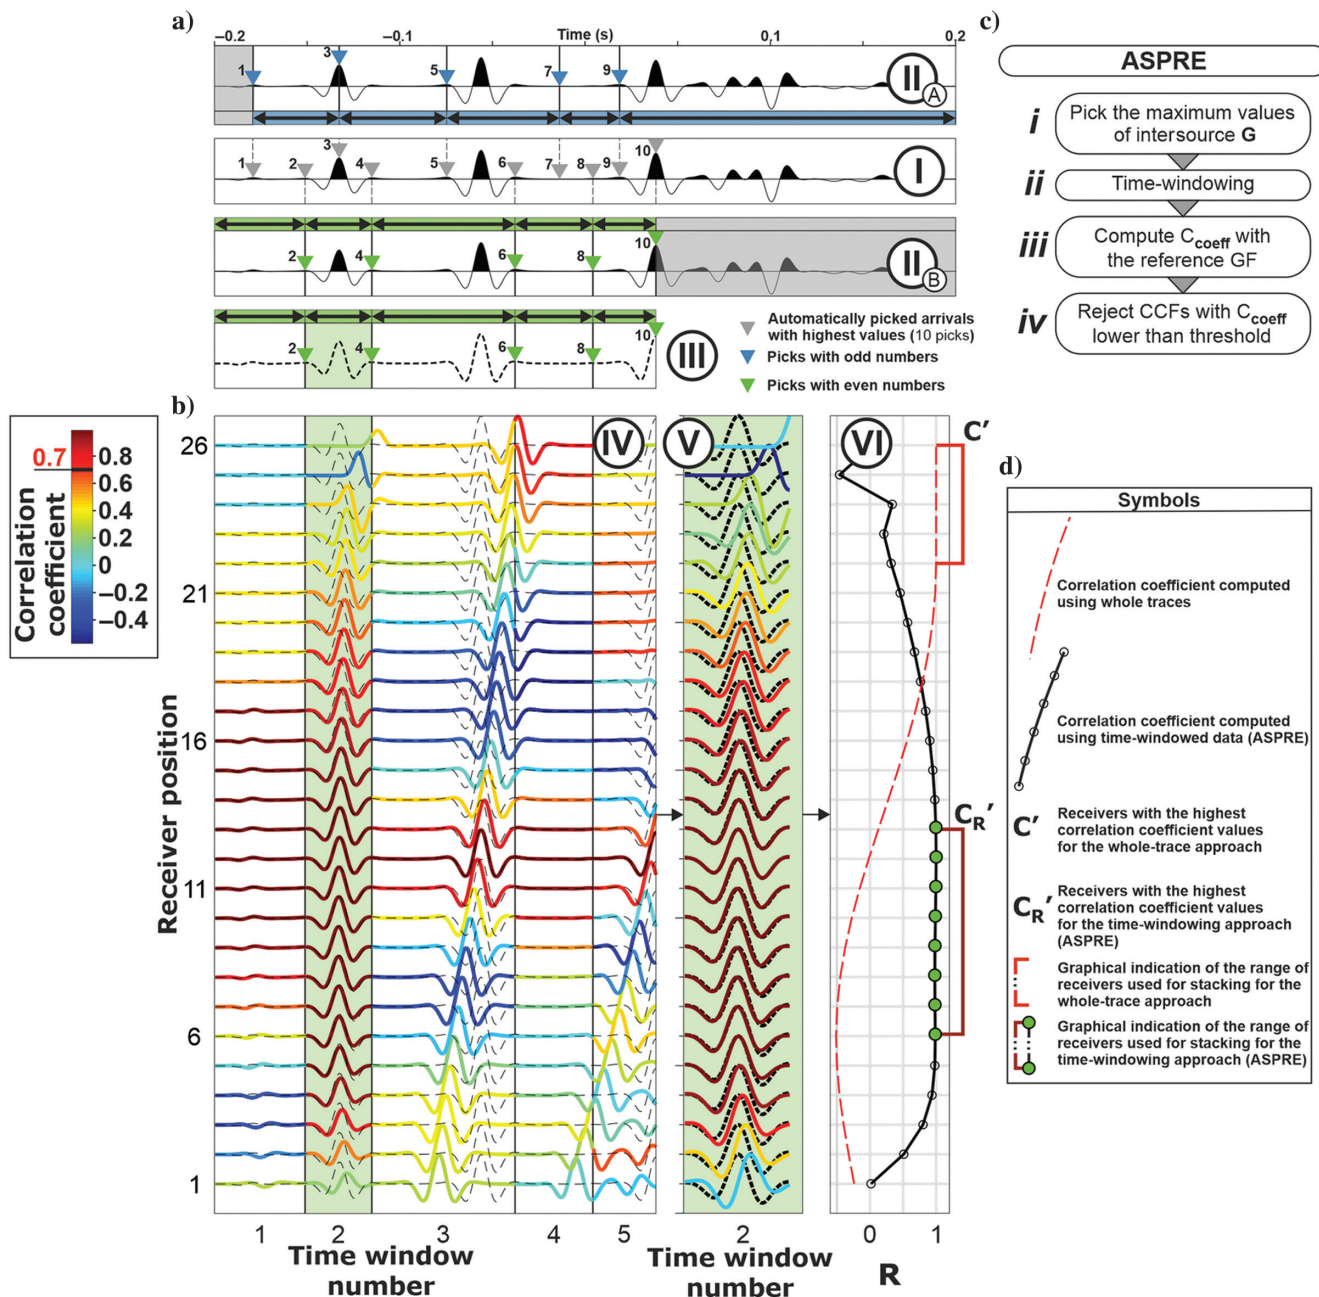 a)
−0.2
−0.1
Time (s)
0,1
0.2
1
3
5
7
9
II
A
1
2
3
4
5
6
7
8
9
10
I
2
4
6
8
10
II
B
2
4
6
8
10
III
Automatically picked arrivals
with highest values (10 picks)
Picks with odd numbers
Picks with even numbers
c)
ASPRE
i
Pick the maximum values
of intersource G
ii
Time-windowing
iii
Compute Ccoeff with
the reference GF
iv
Reject CCFs with Ccoeff
lower than threshold
b)
Correlation
coefficient
0.7
0.8
0.6
0.4
0.2
0
−0.2
−0.4
Receiver position
26
21
16
11
6
1
IV
V
VI
C′
CR′
1
2
3
4
5
Time window
number
2
Time window
number
0
1
R
d)
Symbols
Correlation coefficient computed
using whole traces
Correlation coefficient computed
using time-windowed data (ASPRE)
C′
Receivers with the highest
correlation coefficient values
for the whole-trace approach
CR′
Receivers with the highest
correlation coefficient values
for the time-windowing approach
(ASPRE)
Graphical indication of the range of
receivers used for stacking for the
whole-trace approach
Graphical indication of the range of
receivers used for stacking for the
time-windowing approach (ASPRE)